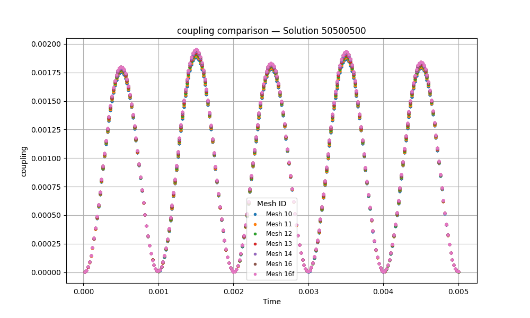 coupling comparison — Solution 50500500
0.00200
0.00175
0.00150
0.00125
0.00100
0.00075
0.00050
0.00025
0.00000
coupling
Mesh ID
Mesh 10
Mesh 11
Mesh 12
Mesh 13
Mesh 14
Mesh 16
Mesh 16f
0.000 0.001 0.002 0.003 0.004 0.005
Time